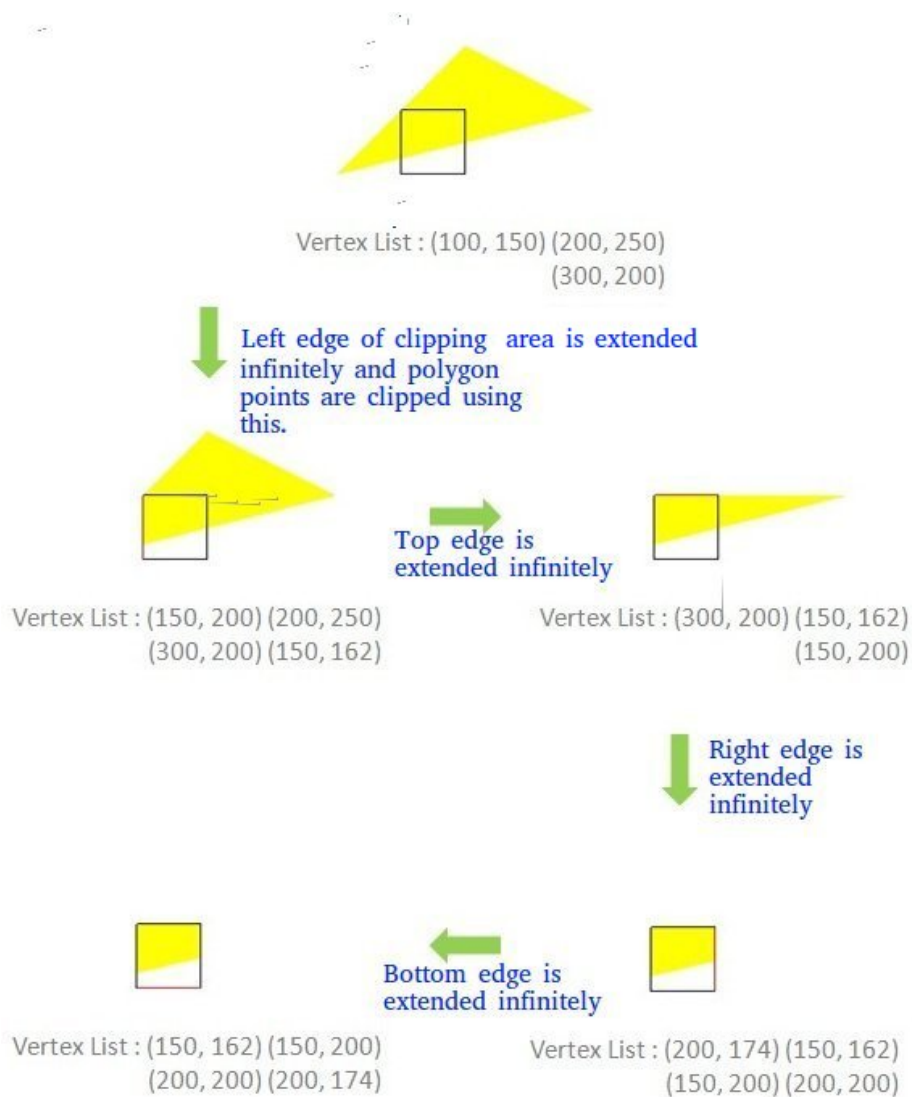 Vertex List : (100, 150) (200, 250)
(300, 200)
Left edge of clipping area is extended
infinitely and polygon
points are clipped using
this.
Top edge is
extended infinitely
Vertex List : (150, 200) (200, 250)
(300, 200) (150, 162)
Vertex List : (300, 200) (150, 162)
(150, 200)
Right edge is
extended
infinitely
Bottom edge is
extended infinitely
Vertex List : (150, 162) (150, 200)
(200, 200) (200, 174)
Vertex List : (200, 174) (150, 162)
(150, 200) (200, 200)